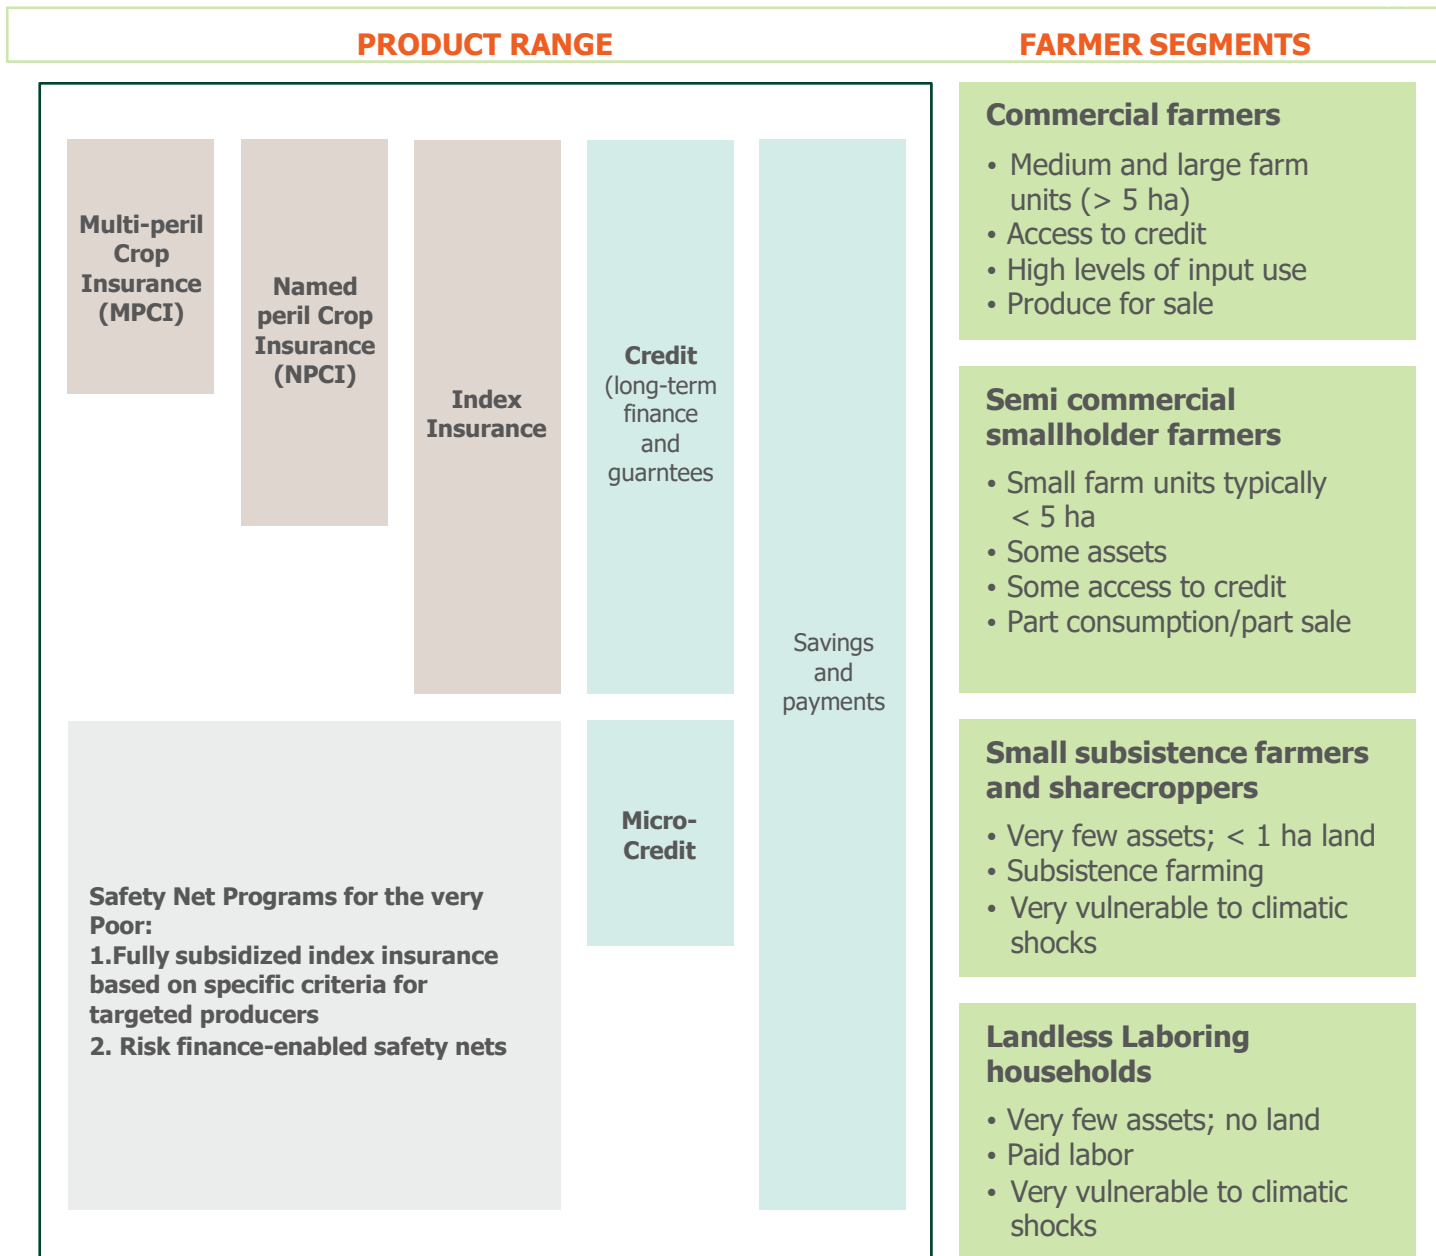 PRODUCT RANGE
FARMER SEGMENTS
Multi-peril
Crop
Insurance
(MPCI)
Named
peril Crop
Insurance
(NPCI)
Index
Insurance
Credit
(long-term
finance
and
guarntees
Savings
and
payments
Micro-
Credit
Safety Net Programs for the very
Poor:
1.Fully subsidized index insurance
based on specific criteria for
targeted producers
2. Risk finance-enabled safety nets
Commercial farmers
• Medium and large farm
units (> 5 ha)
• Access to credit
• High levels of input use
• Produce for sale
Semi commercial
smallholder farmers
• Small farm units typically
< 5 ha
• Some assets
• Some access to credit
• Part consumption/part sale
Small subsistence farmers
and sharecroppers
• Very few assets; < 1 ha land
• Subsistence farming
• Very vulnerable to climatic
shocks
Landless Laboring
households
• Very few assets; no land
• Paid labor
• Very vulnerable to climatic
shocks